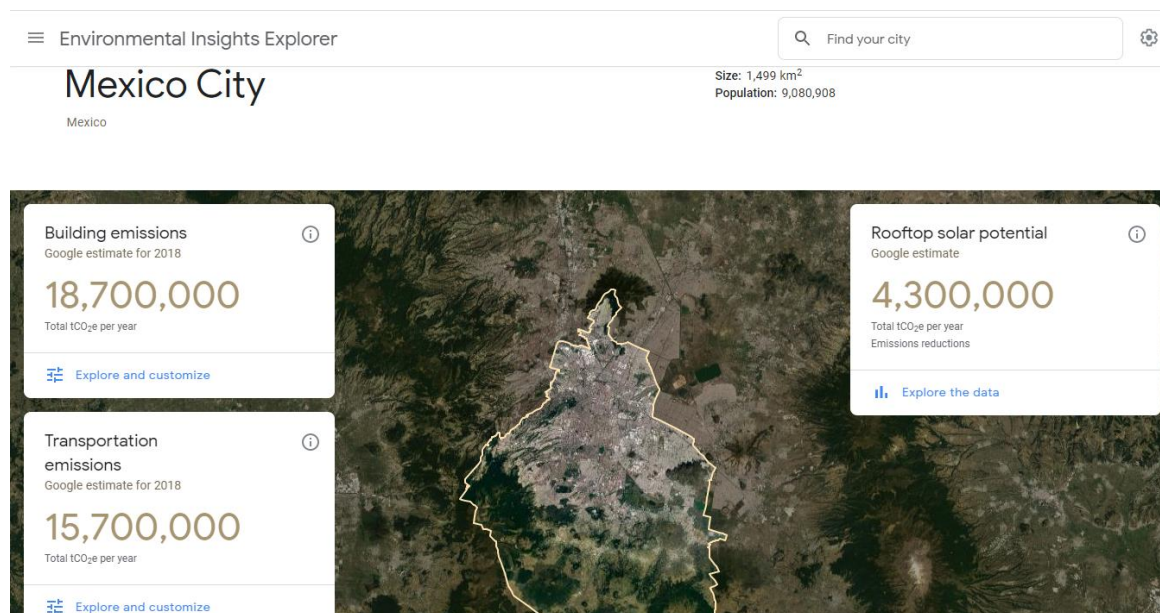 Environmental Insights Explorer
Find your city
Mexico City
Mexico
Size: 1,499 km²
Population: 9,080,908
Building emissions
Google estimate for 2018
18,700,000
Total tCO₂e per year
Explore and customize
Transportation
emissions
Google estimate for 2018
15,700,000
Total tCO₂e per year
Explore and customize
Rooftop solar potential
Google estimate
4,300,000
Total tCO₂e per year
Emissions reductions
Explore the data